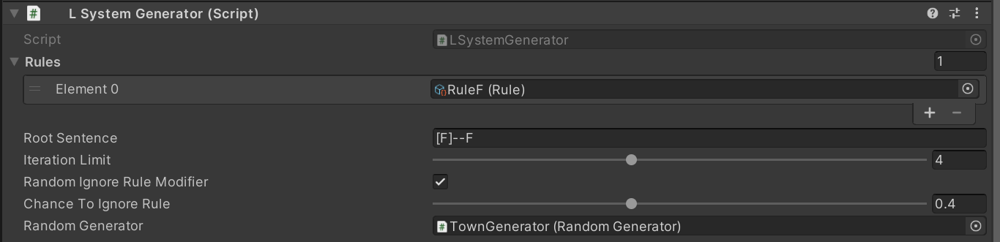 L System Generator (Script)
Script LSystemGenerator
Rules 1
Element 0 RuleF (Rule)
Root Sentence [F]--F
Iteration Limit 4
Random Ignore Rule Modifier
Chance To Ignore Rule 0.4
Random Generator TownGenerator (Random Generator)